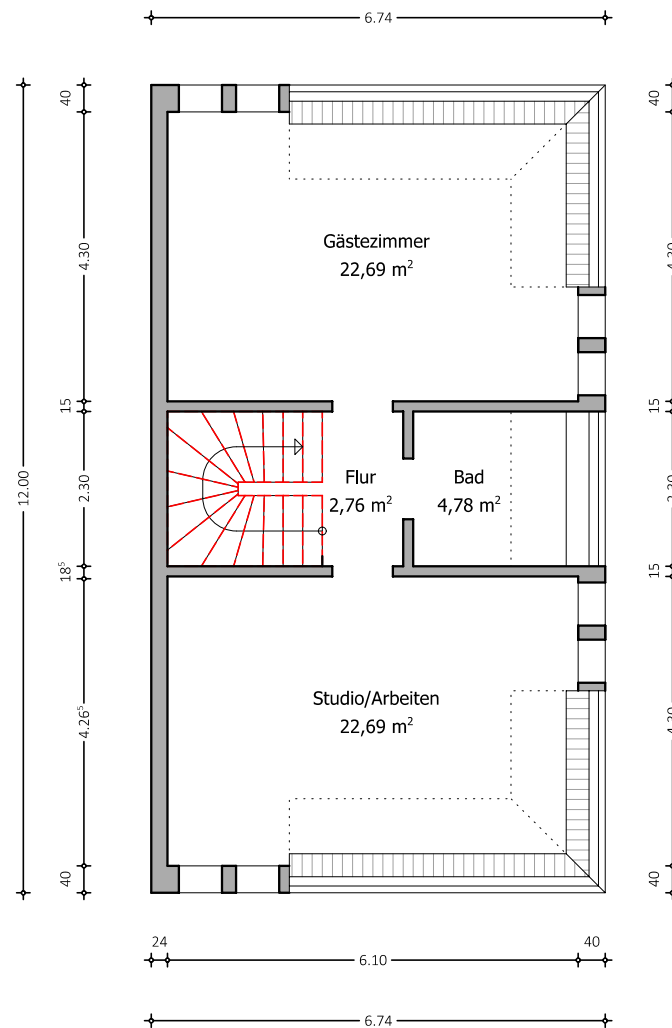 6.74
40
40
4.30
4.30
Gästezimmer
22,69 m²
15
15
12.00
2.30
2.30
Flur
2,76 m²
Bad
4,78 m²
18⁵
15
4.26⁵
4.30
Studio/Arbeiten
22,69 m²
40
40
24
6.10
40
6.74